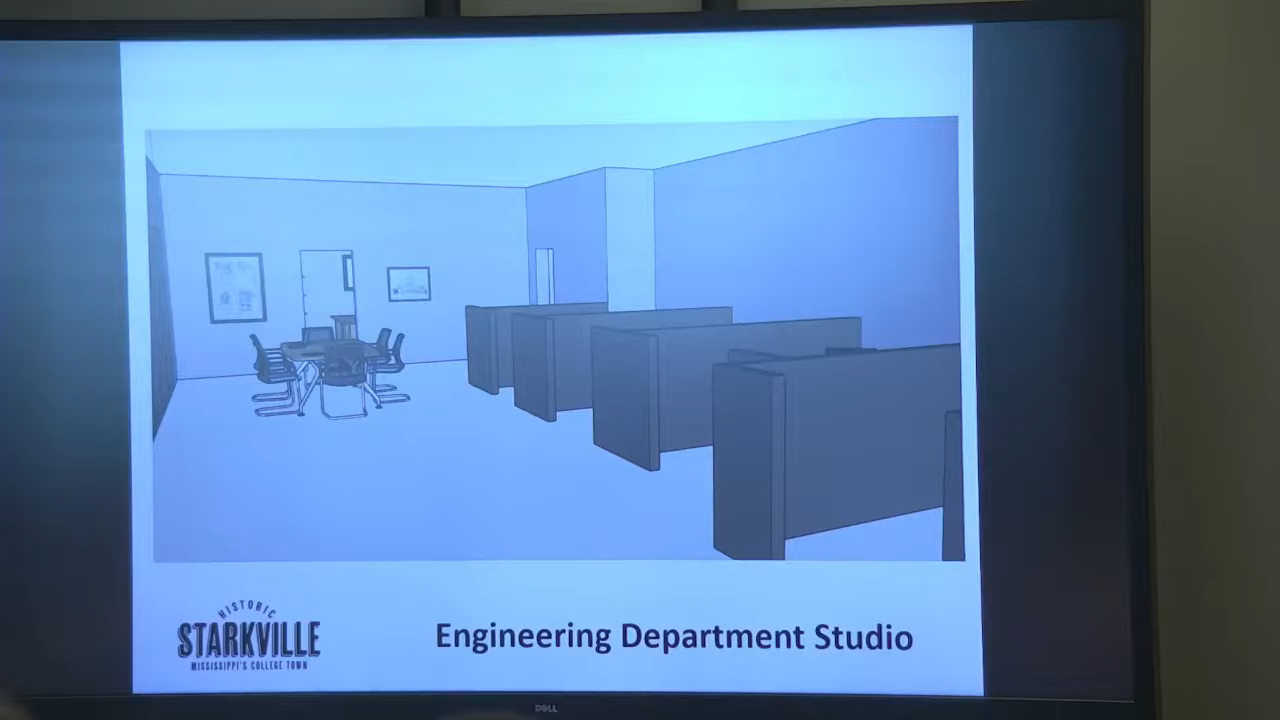 HISTORIC
STARKVILLE
MISSISSIPPI'S COLLEGE TOWN
Engineering Department Studio
DELL